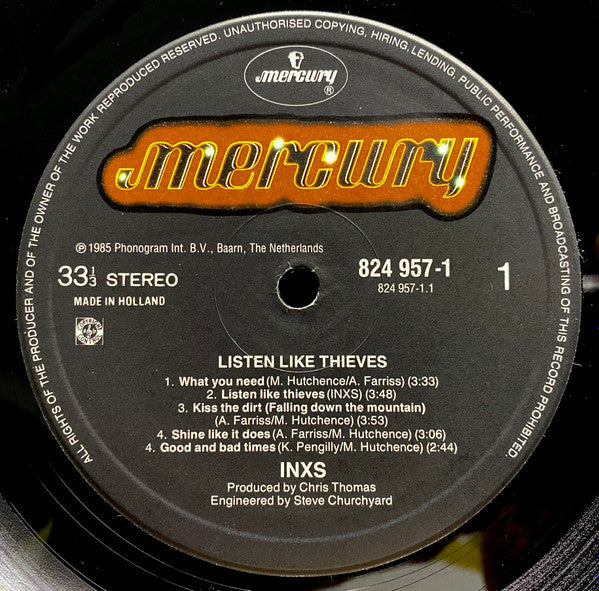 ALL RIGHTS OF THE PRODUCER AND OF THE OWNER OF THE WORK REPRODUCED RESERVED. UNAUTHORISED COPYING, HIRING, LENDING, PUBLIC PERFORMANCE AND BROADCASTING OF THIS RECORD PROHIBITED.
mercury
®
mercury
℗ 1985 Phonogram Int. B.V., Baarn, The Netherlands
33 1/3 STEREO
MADE IN HOLLAND
824 957-1
824 957-1.1
1
LISTEN LIKE THIEVES
1. What you need (M. Hutchence/A. Farriss) (3:33)
2. Listen like thieves (INXS) (3:48)
3. Kiss the dirt (Falling down the mountain)
(A. Farriss/M. Hutchence) (3:53)
4. Shine like it does (A. Farriss/M. Hutchence) (3:06)
4. Good and bad times (K. Pengilly/M. Hutchence) (2:44)
INXS
Produced by Chris Thomas
Engineered by Steve Churchyard